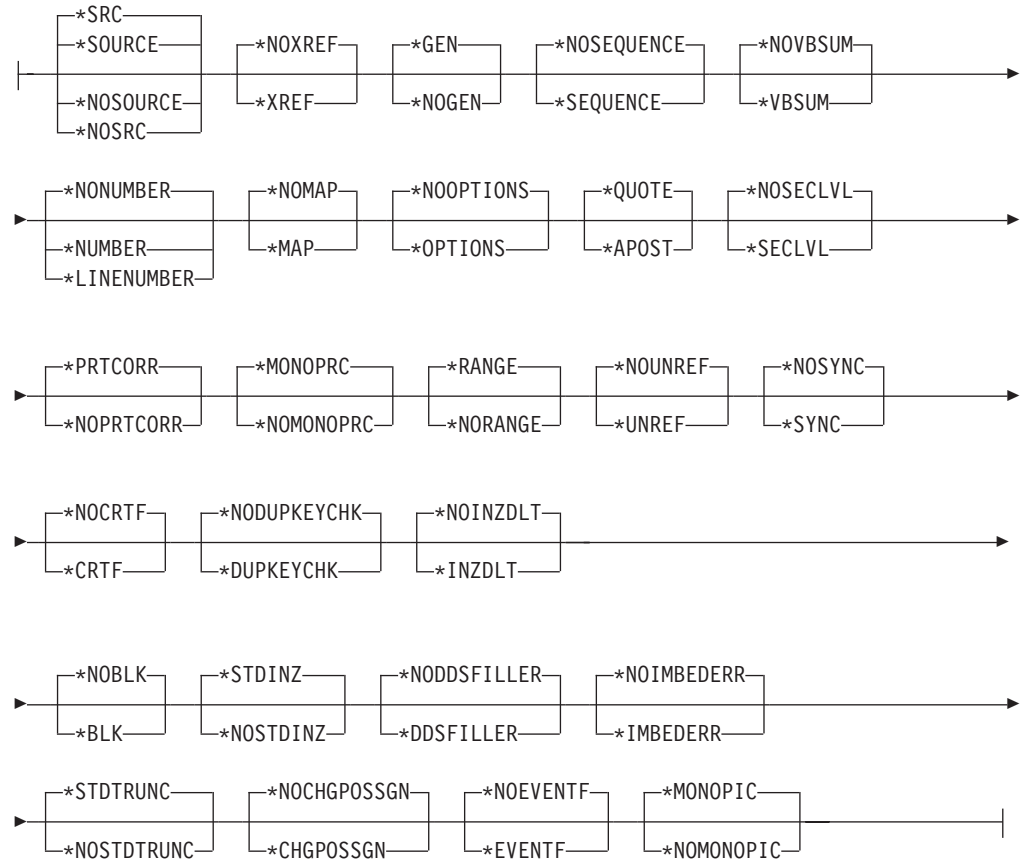 *SRC
*SOURCE *NOXREF *GEN *NOSEQUENCE *NOVBSUM
*NOSOURCE *XREF *NOGEN *SEQUENCE *VBSUM
*NOSRC
*NONUMBER *NOMAP *NOOPTIONS *QUOTE *NOSECLVL
*NUMBER *MAP *OPTIONS *APOST *SECLVL
*LINENUMBER
*PRTCORR *MONOPRC *RANGE *NOUNREF *NOSYNC
*NOPRTCORR *NOMONOPRC *NORANGE *UNREF *SYNC
*NOCRTF *NODUPKEYCHK *NOINZDLT
*CRTF *DUPKEYCHK *INZDLT
*NOBLK *STDINZ *NODDSFILLER *NOIMBEDERR
*BLK *NOSTDINZ *DDSFILLER *IMBEDERR
*STDTRUNC *NOCHGPOSSGN *NOEVENTF *MONOPIC
*NOSTDTRUNC *CHGPOSSGN *EVENTF *NOMONOPIC